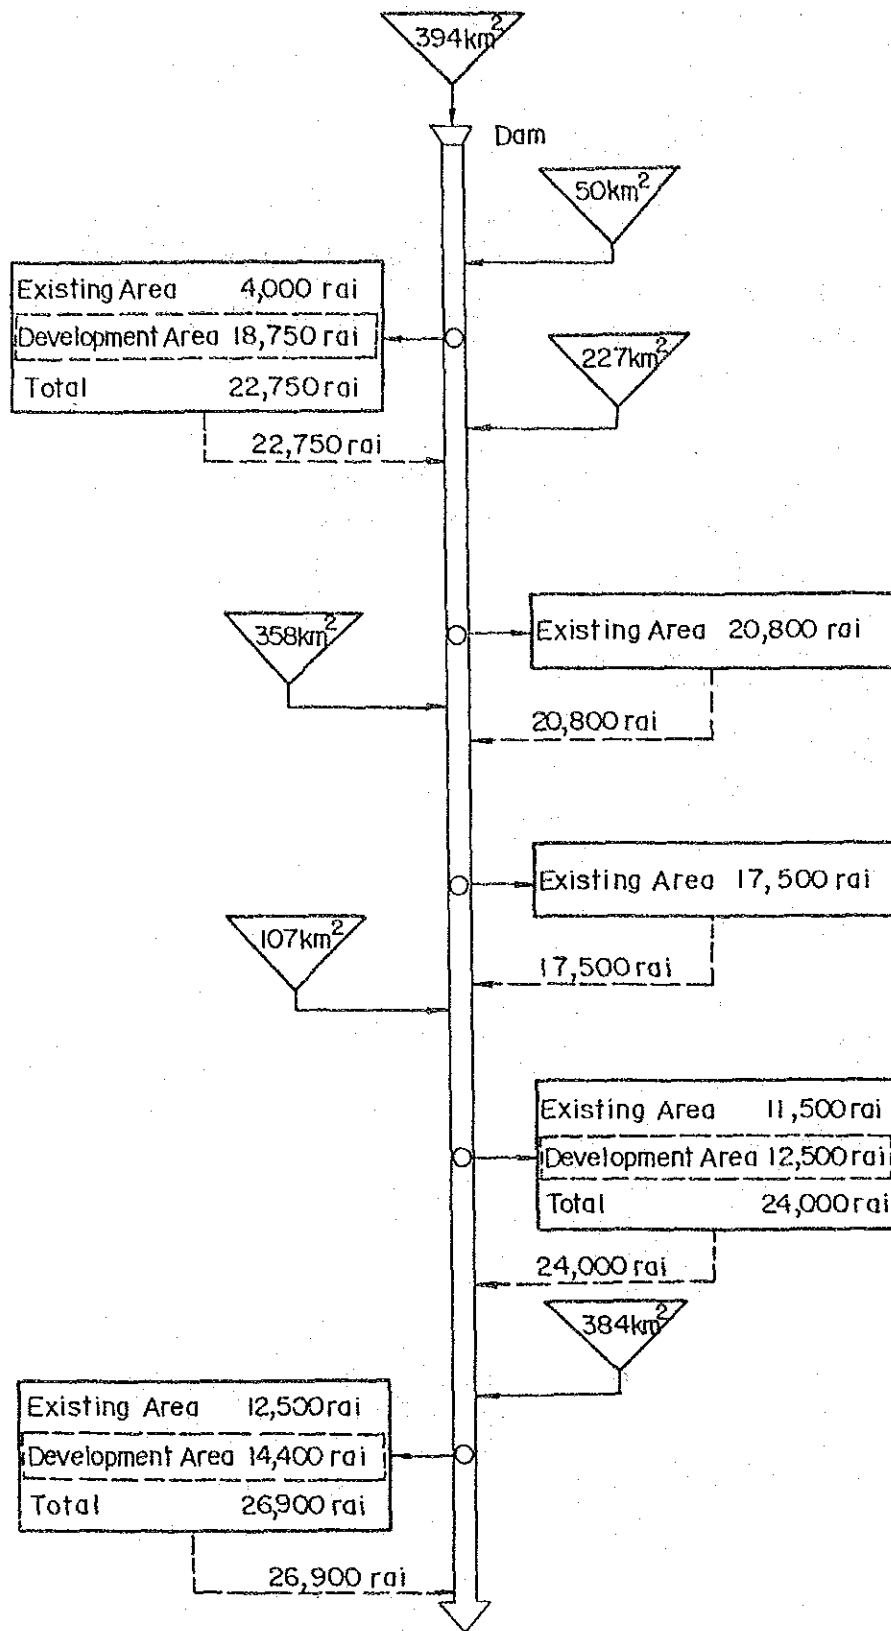 394km²
Dam
50km²
Existing Area 4,000 rai
Development Area 18,750 rai
Total 22,750 rai
227km²
22,750 rai
358km²
Existing Area 20,800 rai
20,800 rai
Existing Area 17,500 rai
107km²
17,500 rai
Existing Area 11,500 rai
Development Area 12,500 rai
Total 24,000 rai
24,000 rai
384km²
Existing Area 12,500 rai
Development Area 14,400 rai
Total 26,900 rai
26,900 rai